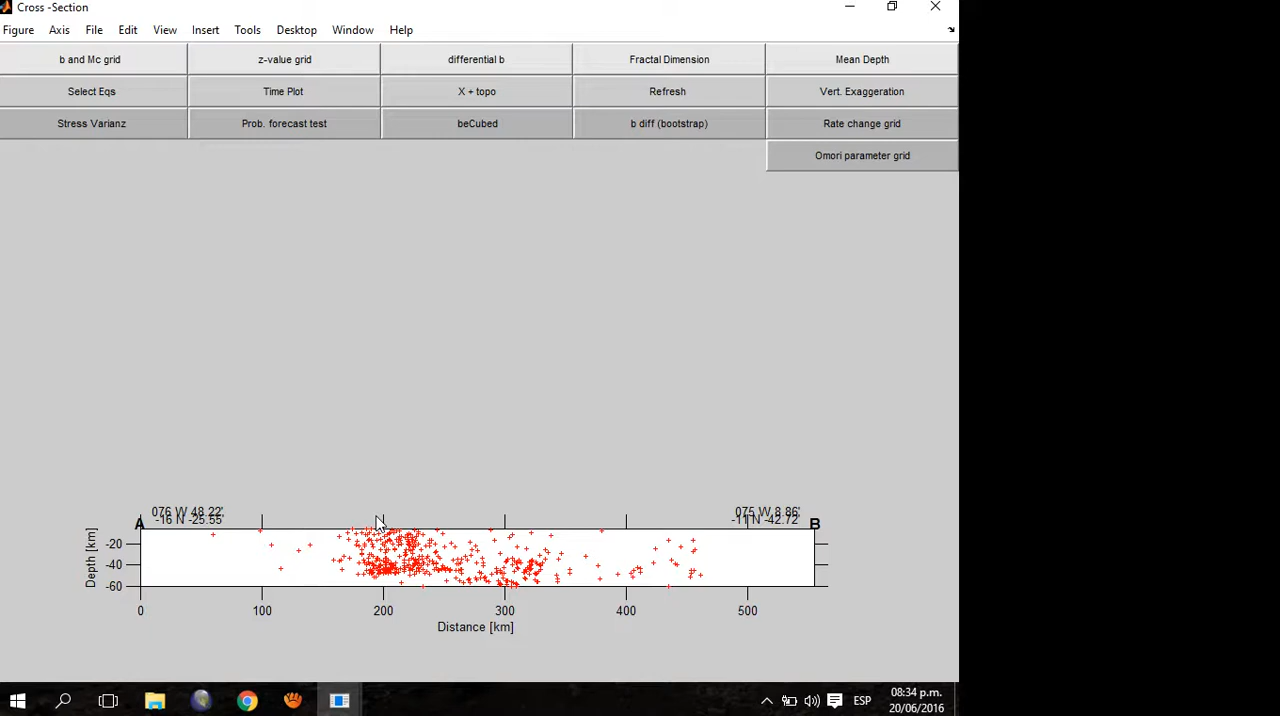 Cross -Section
Figure Axis File Edit View Insert Tools Desktop Window Help
b and Mc grid z-value grid differential b Fractal Dimension Mean Depth
Select Eqs Time Plot X + topo Refresh Vert. Exaggeration
Stress Varianz Prob. forecast test beCubed b diff (bootstrap) Rate change grid
Omori parameter grid
076 W 48.22' 075 W 8.86'
-16 N -25.55' -11 N -42.72'
A B
Depth [km]
-20
-40
-60
0 100 200 300 400 500
Distance [km]
ESP
08:34 p.m.
20/06/2016